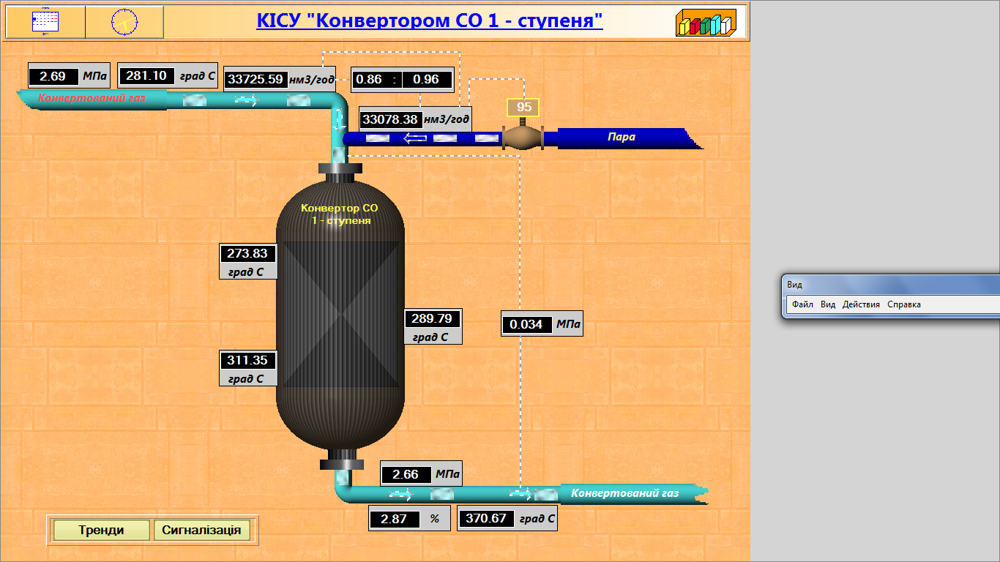 КІСУ "Конвертором СО 1 - ступеня"
2011
2.69 МПа
281.10 град С
33725.59 нм3/год
0.86 : 0.96
Конвертований газ
95
33078.38 нм3/год
Пара
Конвертор СО
1 - ступеня
273.83
град С
289.79
град С
0.034 МПа
311.35
град С
2.66 МПа
Конвертований газ
2.87 %
370.67 град С
Тренди
Сигналізація
Вид
Файл Вид Действия Справка